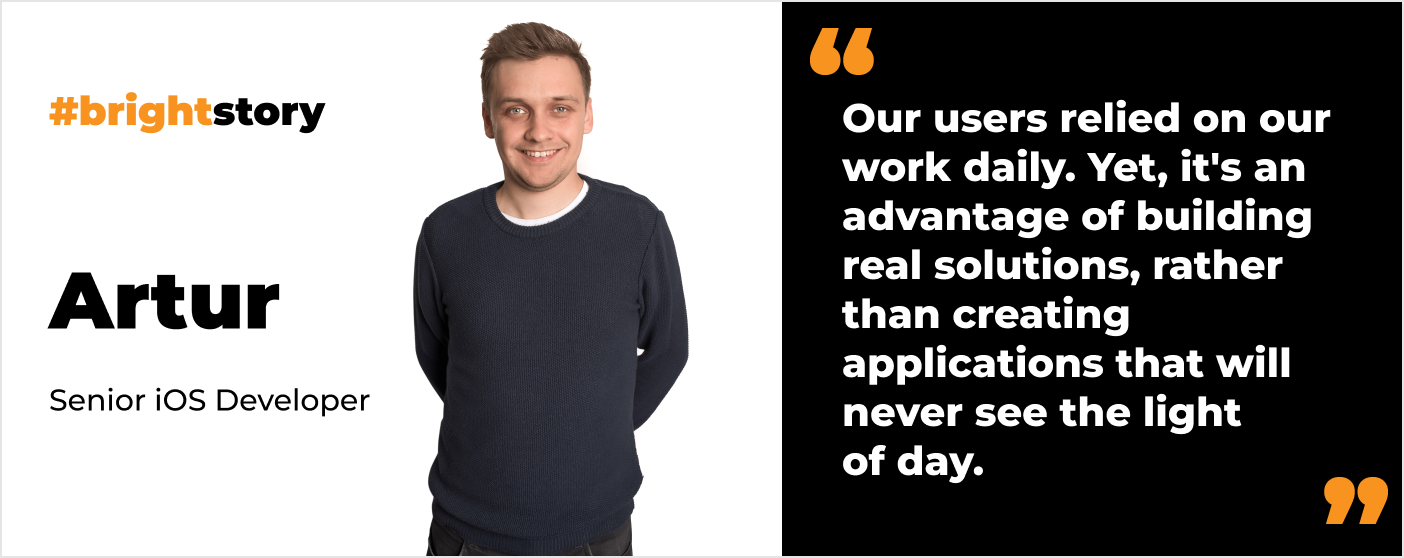 #brightstory
Artur
Senior iOS Developer
“
Our users relied on our
work daily. Yet, it's an
advantage of building
real solutions, rather
than creating
applications that will
never see the light
of day.
”